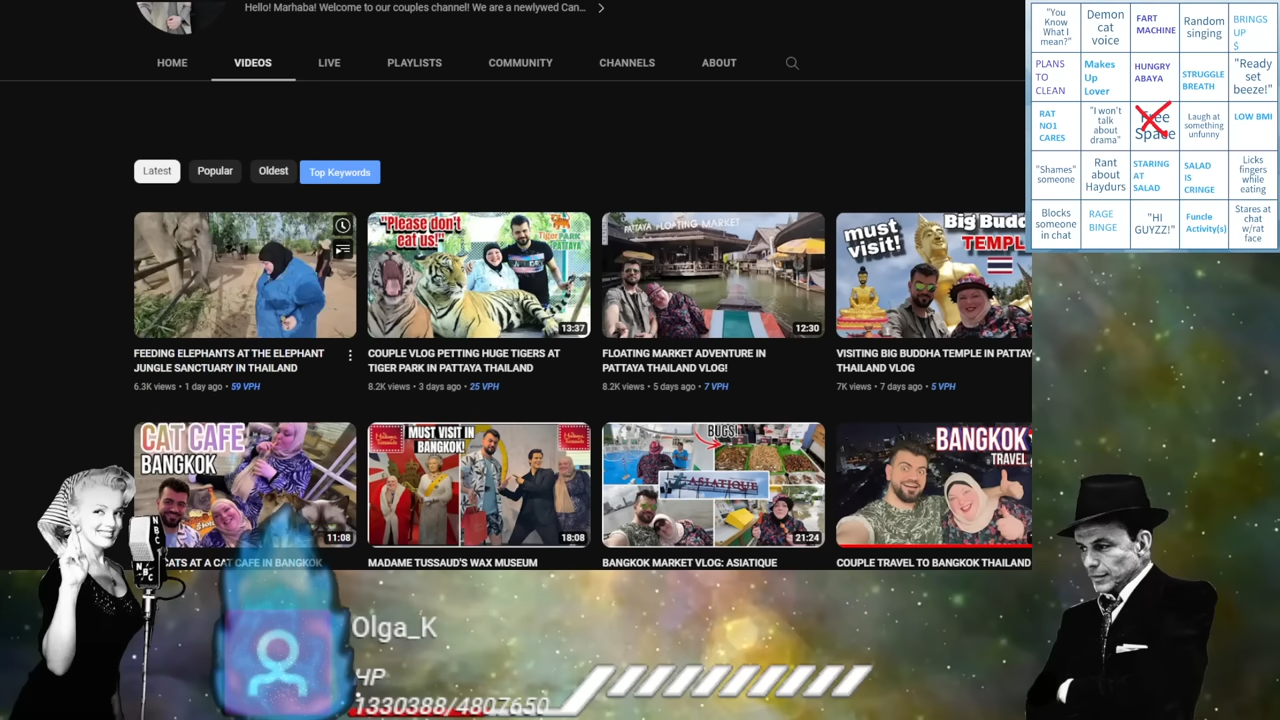 Hello! Marhaba! Welcome to our couples channel! We are a newlywed Can...
HOME VIDEOS LIVE PLAYLISTS COMMUNITY CHANNELS ABOUT
Latest Popular Oldest Top Keywords
"Please don't
eat us!"
Tiger PARK
PATTAYA
13:37
PATTAYA FLOATING MARKET
12:30
must
visit!
Big Budd
TEMPL
FEEDING ELEPHANTS AT THE ELEPHANT
JUNGLE SANCTUARY IN THAILAND
6.3K views • 1 day ago • 59 VPH
COUPLE VLOG PETTING HUGE TIGERS AT
TIGER PARK IN PATTAYA THAILAND
8.2K views • 3 days ago • 25 VPH
FLOATING MARKET ADVENTURE IN
PATTAYA THAILAND VLOG!
8.2K views • 5 days ago • 7 VPH
VISITING BIG BUDDHA TEMPLE IN PATTAY
THAILAND VLOG
7K views • 7 days ago • 5 VPH
CAT CAFE
BANGKOK
11:08
MUST VISIT IN
BANGKOK!
18:08
BUGS!
ASIATIQUE
21:24
BANGKOK
TRAVEL
CATS AT A CAT CAFE IN BANGKOK
MADAME TUSSAUD'S WAX MUSEUM
BANGKOK MARKET VLOG: ASIATIQUE
COUPLE TRAVEL TO BANGKOK THAILAND
"You
Know
What I
mean?"
Demon
cat
voice
FART
MACHINE
Random
singing
BRINGS
UP
$
PLANS
TO
CLEAN
Makes
Up
Lover
HUNGRY
ABAYA
STRUGGLE
BREATH
"Ready
set
beeze!"
RAT
NO1
CARES
"I won't
talk
about
drama"
Free
Space
Laugh at
something
unfunny
LOW BMI
"Shames"
someone
Rant
about
Haydurs
STARING
AT
SALAD
SALAD
IS
CRINGE
Licks
fingers
while
eating
Blocks
someone
in chat
RAGE
BINGE
"HI
GUYZZ!"
Funcle
Activity(s)
Stares at
chat
w/rat
face
NBC
NBC
Olga_K
HP
1330388/4807650